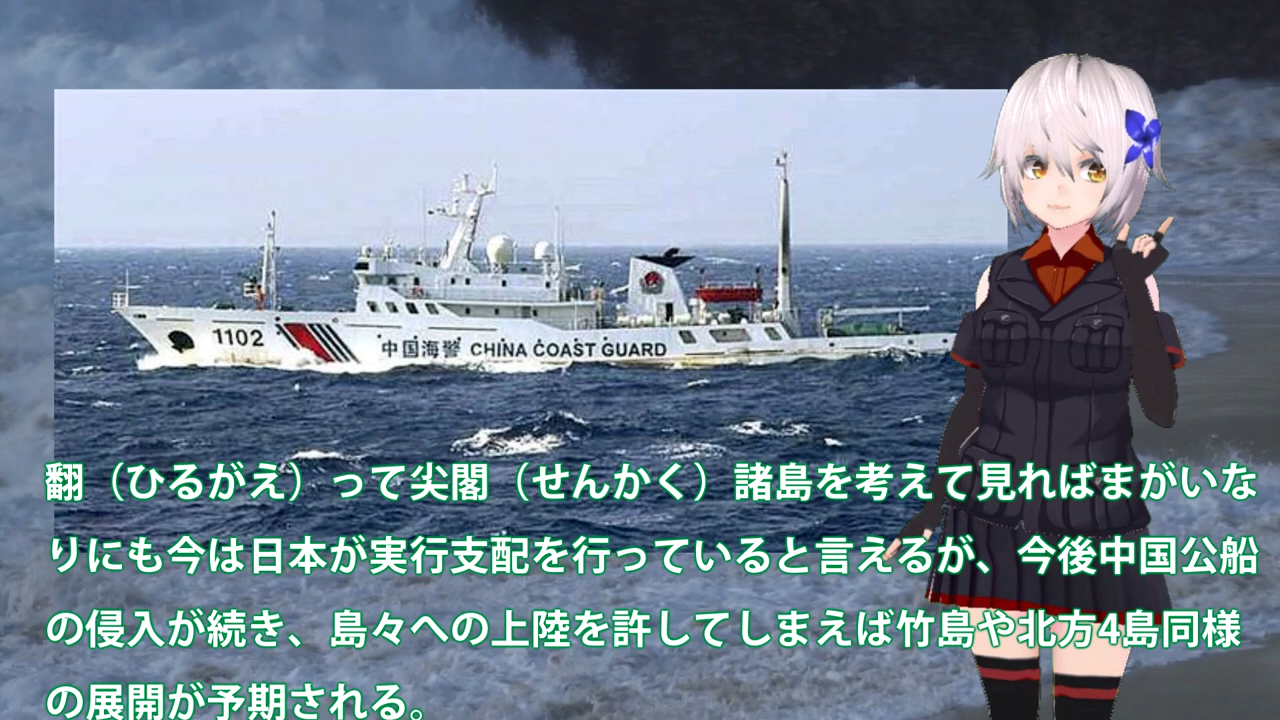 1102
中国海警 CHINA COAST GUARD
翻（ひるがえ）って尖閣（せんかく）諸島を考えて見ればまがいな
りにも今は日本が実行支配を行っていると言えるが、今後中国公船
の侵入が続き、島々への上陸を許してしまえば竹島や北方4島同様
の展開が予期される。